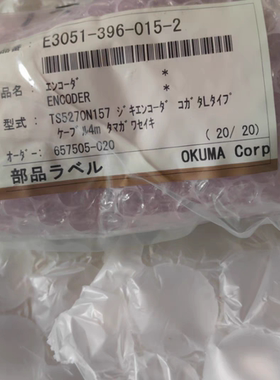 品番: E3051-396-015-2
品名: エンコーダ *
ENCODER *
型式: TS5270N157 ジキエンコーダ コガタLタイプ
ケーブル4m タマガワセイキ
オーダー: 657505-020 (20/20)
部品ラベル OKUMA Corp